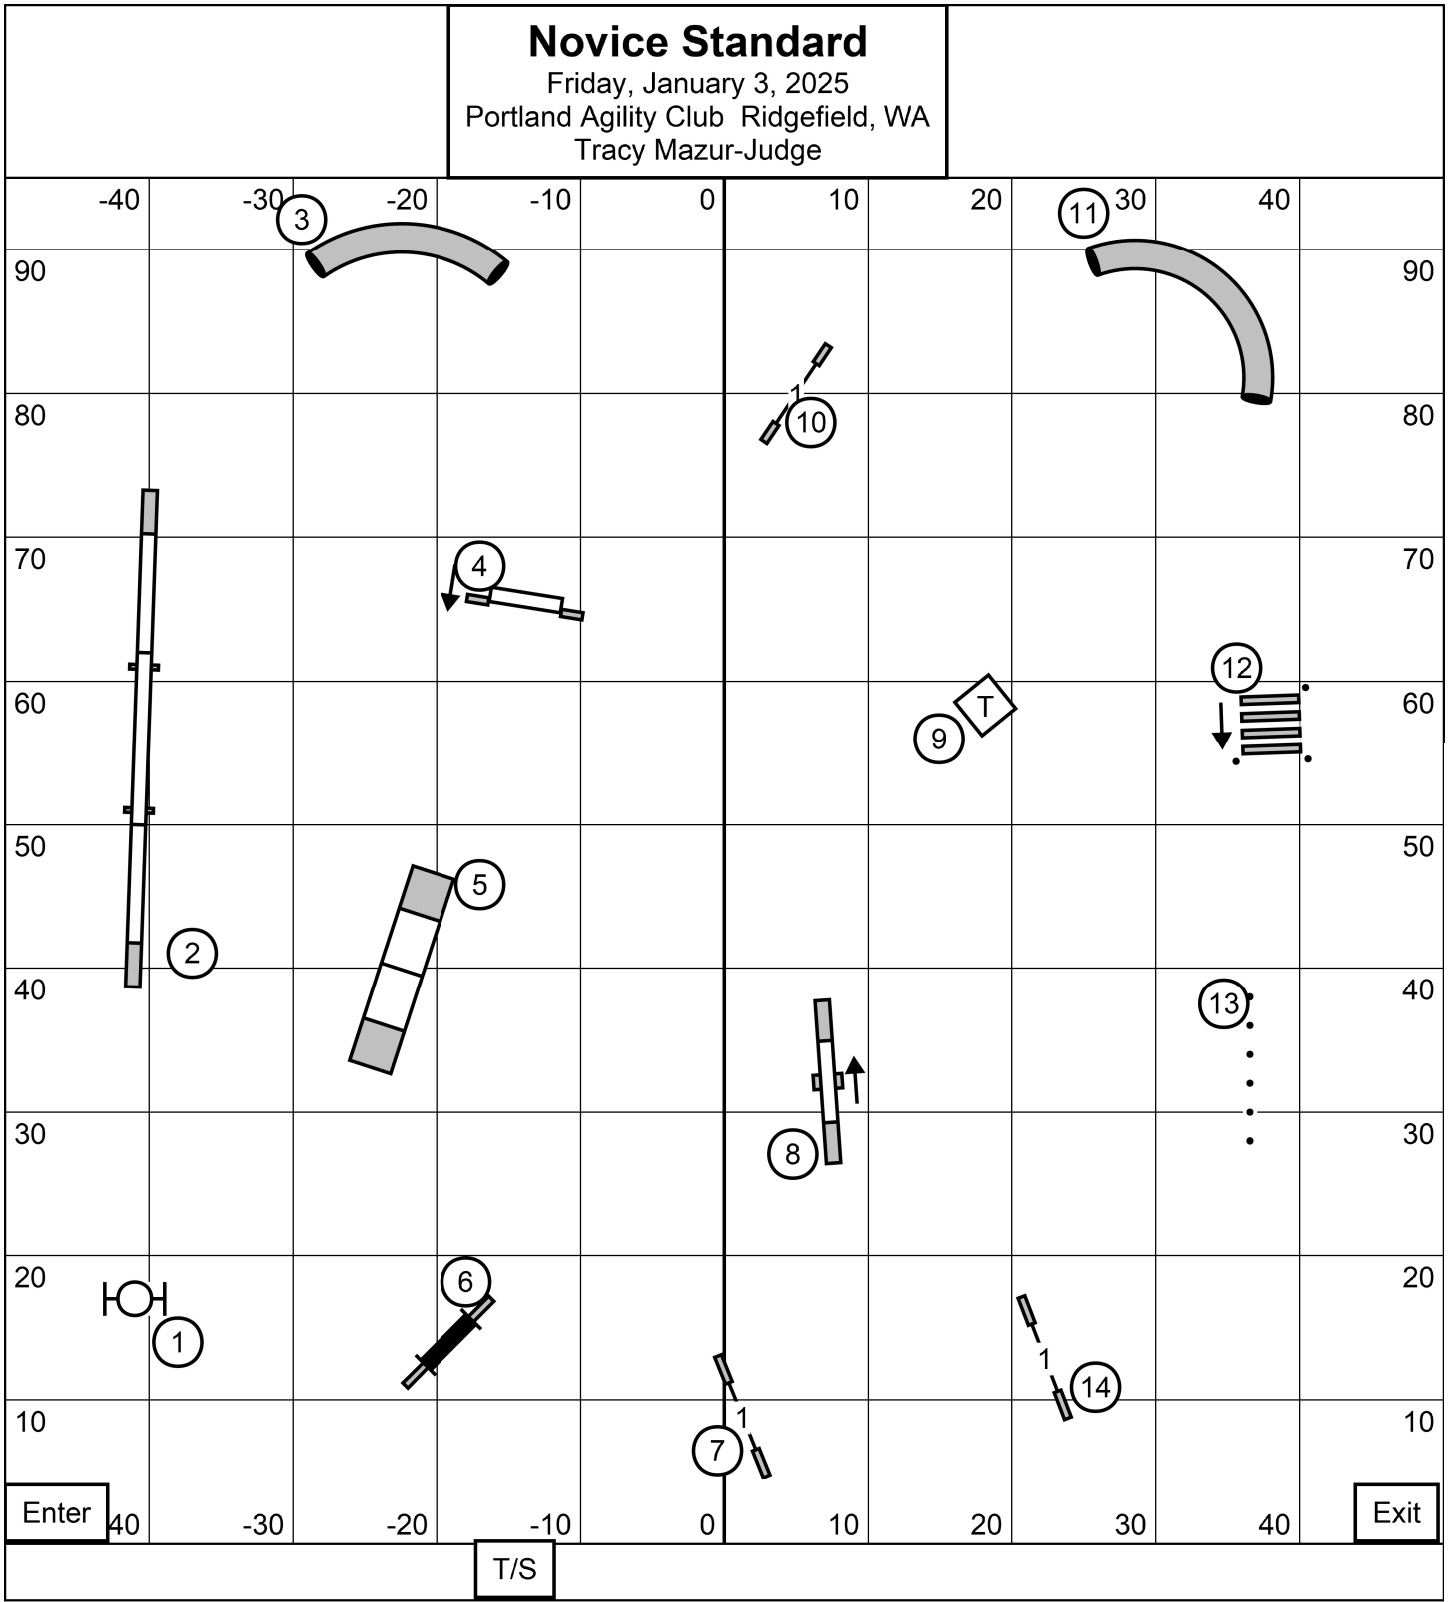 Novice Standard
Friday, January 3, 2025
Portland Agility Club  Ridgefield, WA
Tracy Mazur-Judge
-40 -30 -20 -10 0 10 20 30 40
3 11
90 90
1
80 10 80
70 4 70
12
60 T 60
9
50 50
5
2
40 40
13
30 30
8
20 6 20
1
1
14
10 1 10
7
Enter 40 -30 -20 -10 0 10 20 30 40 Exit
T/S